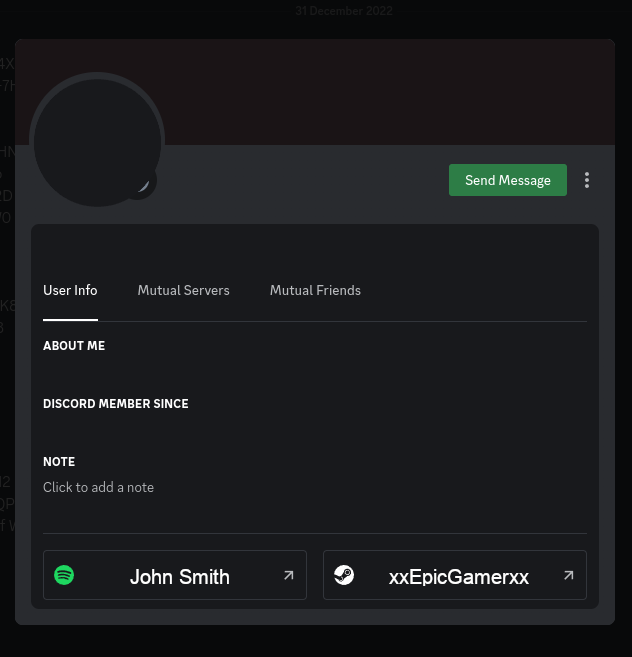 31 December 2022
Send Message
User Info Mutual Servers Mutual Friends
ABOUT ME
DISCORD MEMBER SINCE
NOTE
Click to add a note
John Smith xxEpicGamerxx